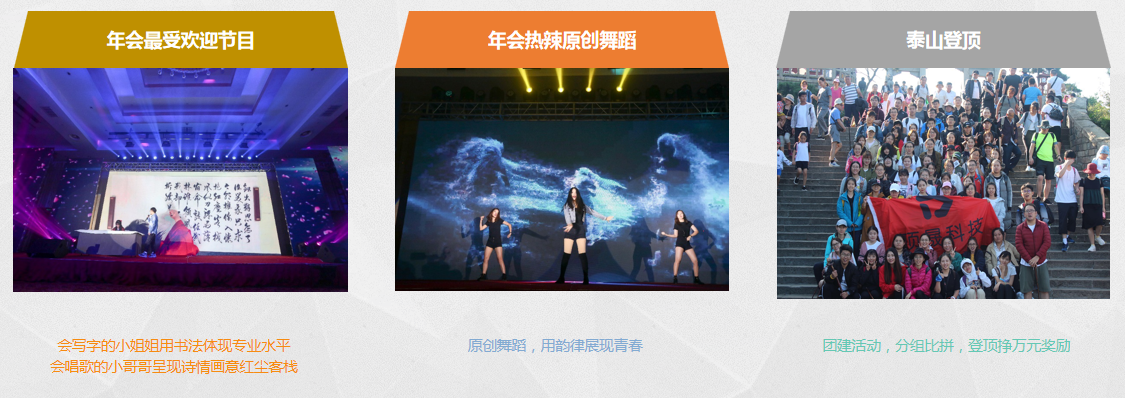 年会最受欢迎节目
年会热辣原创舞蹈
泰山登顶
科技
会写字的小姐姐用书法体现专业水平
会唱歌的小哥哥呈现诗情画意红尘客栈
原创舞蹈，用韵律展现青春
团建活动，分组比拼，登顶挣万元奖励